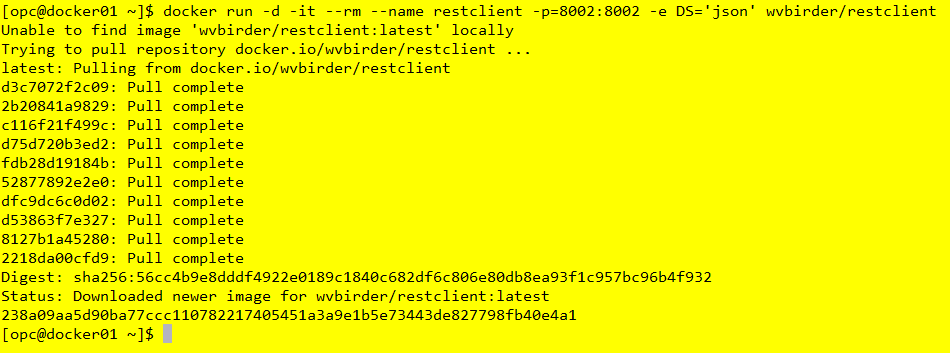 [opc@docker01 ~]$ docker run -d -it --rm --name restclient -p=8002:8002 -e DS='json' wvbirder/restclient
Unable to find image 'wvbirder/restclient:latest' locally
Trying to pull repository docker.io/wvbirder/restclient ...
latest: Pulling from docker.io/wvbirder/restclient
d3c7072f2c09: Pull complete
2b20841a9829: Pull complete
c116f21f499c: Pull complete
d75d720b3ed2: Pull complete
fdb28d19184b: Pull complete
52877892e2e0: Pull complete
dfc9dc6c0d02: Pull complete
d53863f7e327: Pull complete
8127b1a45280: Pull complete
2218da00cfd9: Pull complete
Digest: sha256:56cc4b9e8dddf4922e0189c1840c682df6c806e80db8ea93f1c957bc96b4f932
Status: Downloaded newer image for wvbirder/restclient:latest
238a09aa5d90ba77ccc110782217405451a3a9e1b5e73443de827798fb40e4a1
[opc@docker01 ~]$